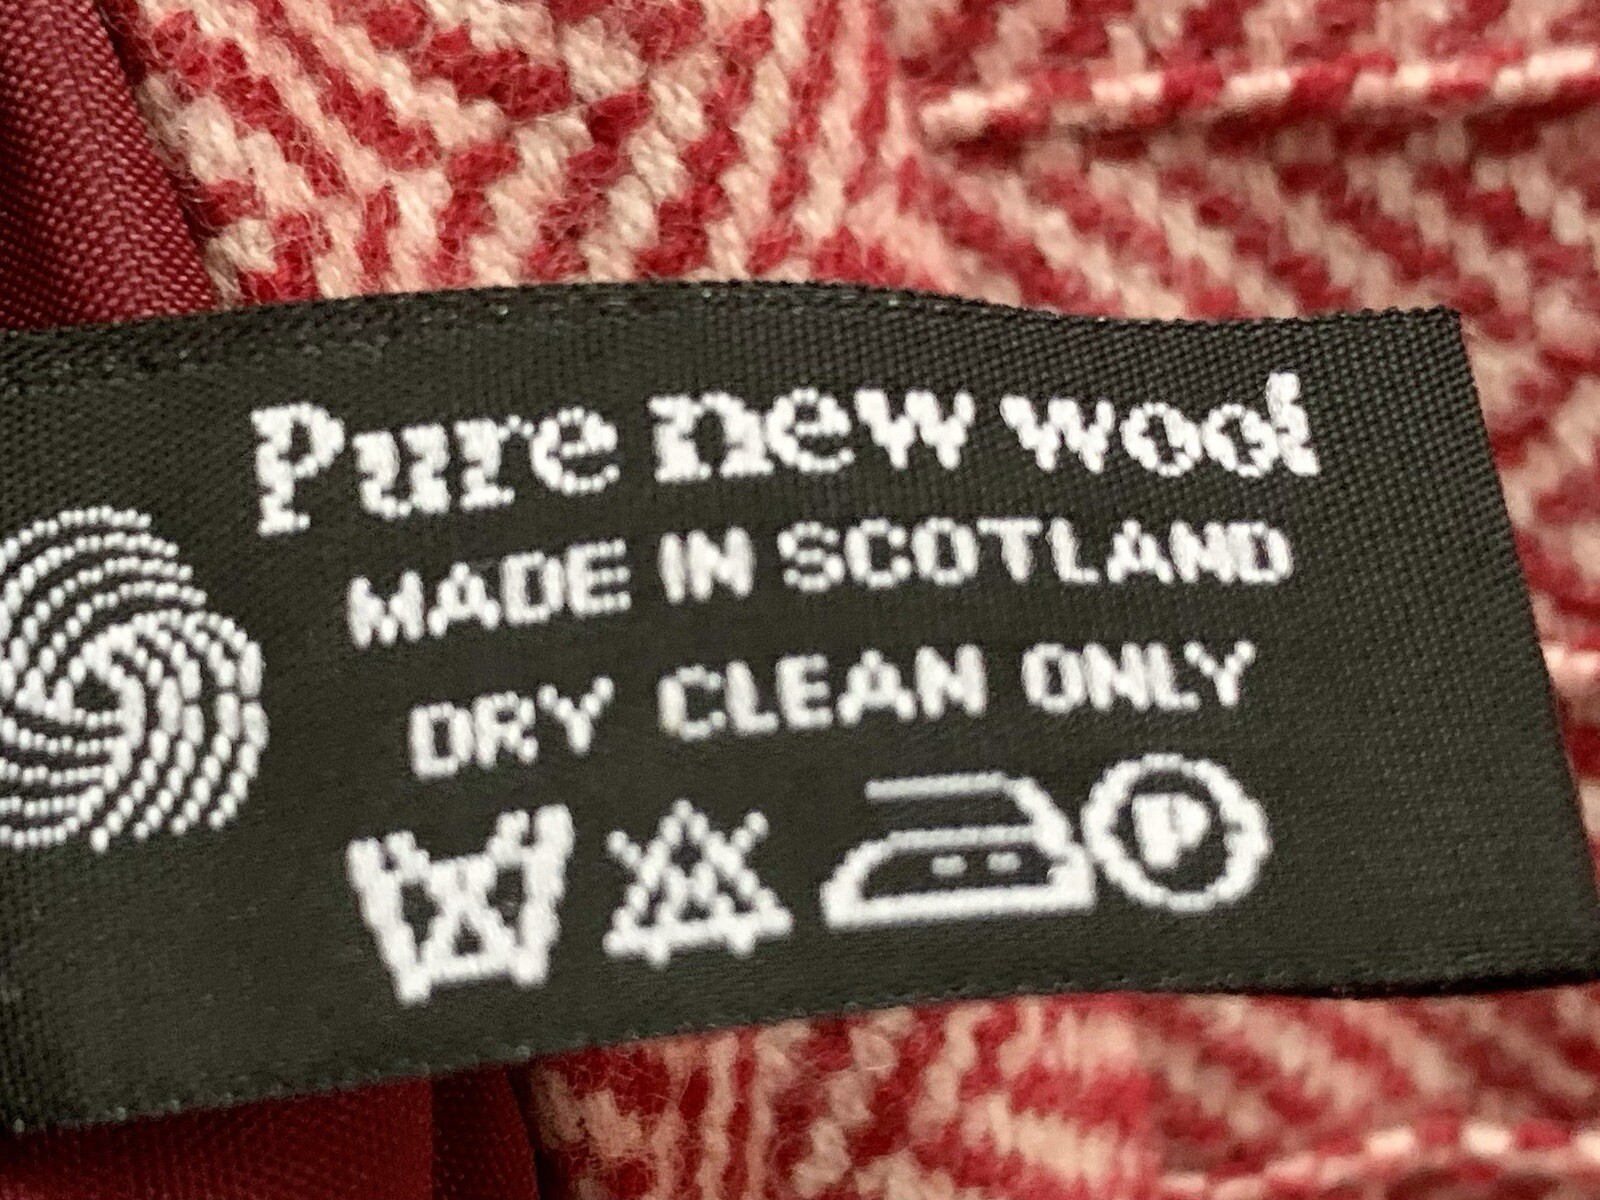 Pure new wool
MADE IN SCOTLAND
DRY CLEAN ONLY
P